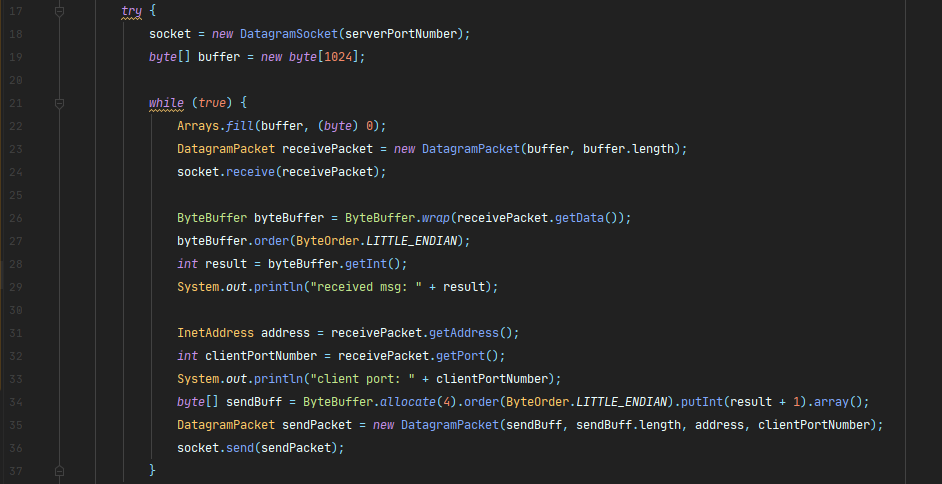 17 try {
18 socket = new DatagramSocket(serverPortNumber);
19 byte[] buffer = new byte[1024];
20
21 while (true) {
22 Arrays.fill(buffer, (byte) 0);
23 DatagramPacket receivePacket = new DatagramPacket(buffer, buffer.length);
24 socket.receive(receivePacket);
25
26 ByteBuffer byteBuffer = ByteBuffer.wrap(receivePacket.getData());
27 byteBuffer.order(ByteOrder.LITTLE_ENDIAN);
28 int result = byteBuffer.getInt();
29 System.out.println("received msg: " + result);
30
31 InetAddress address = receivePacket.getAddress();
32 int clientPortNumber = receivePacket.getPort();
33 System.out.println("client port: " + clientPortNumber);
34 byte[] sendBuff = ByteBuffer.allocate(4).order(ByteOrder.LITTLE_ENDIAN).putInt(result + 1).array();
35 DatagramPacket sendPacket = new DatagramPacket(sendBuff, sendBuff.length, address, clientPortNumber);
36 socket.send(sendPacket);
37 }